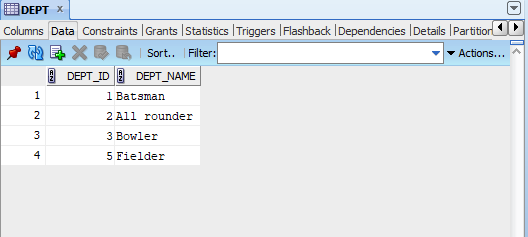 DEPT x
Columns Data Constraints Grants Statistics Triggers Flashback Dependencies Details Partition
Sort.. Filter: Actions...
DEPT_ID DEPT_NAME
1 1 Batsman
2 2 All rounder
3 3 Bowler
4 5 Fielder